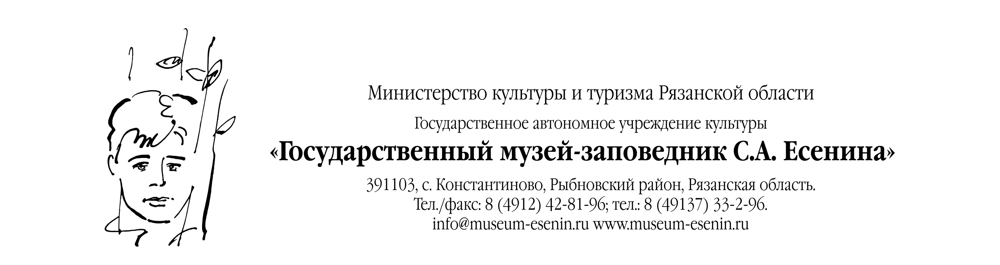 Министерство культуры и туризма Рязанской области
Государственное автономное учреждение культуры
«Государственный музей-заповедник С.А. Есенина»
391103, с. Константиново, Рыбновский район, Рязанская область.
Тел./факс: 8 (4912) 42-81-96; тел.: 8 (49137) 33-2-96.
info@museum-esenin.ru www.museum-esenin.ru